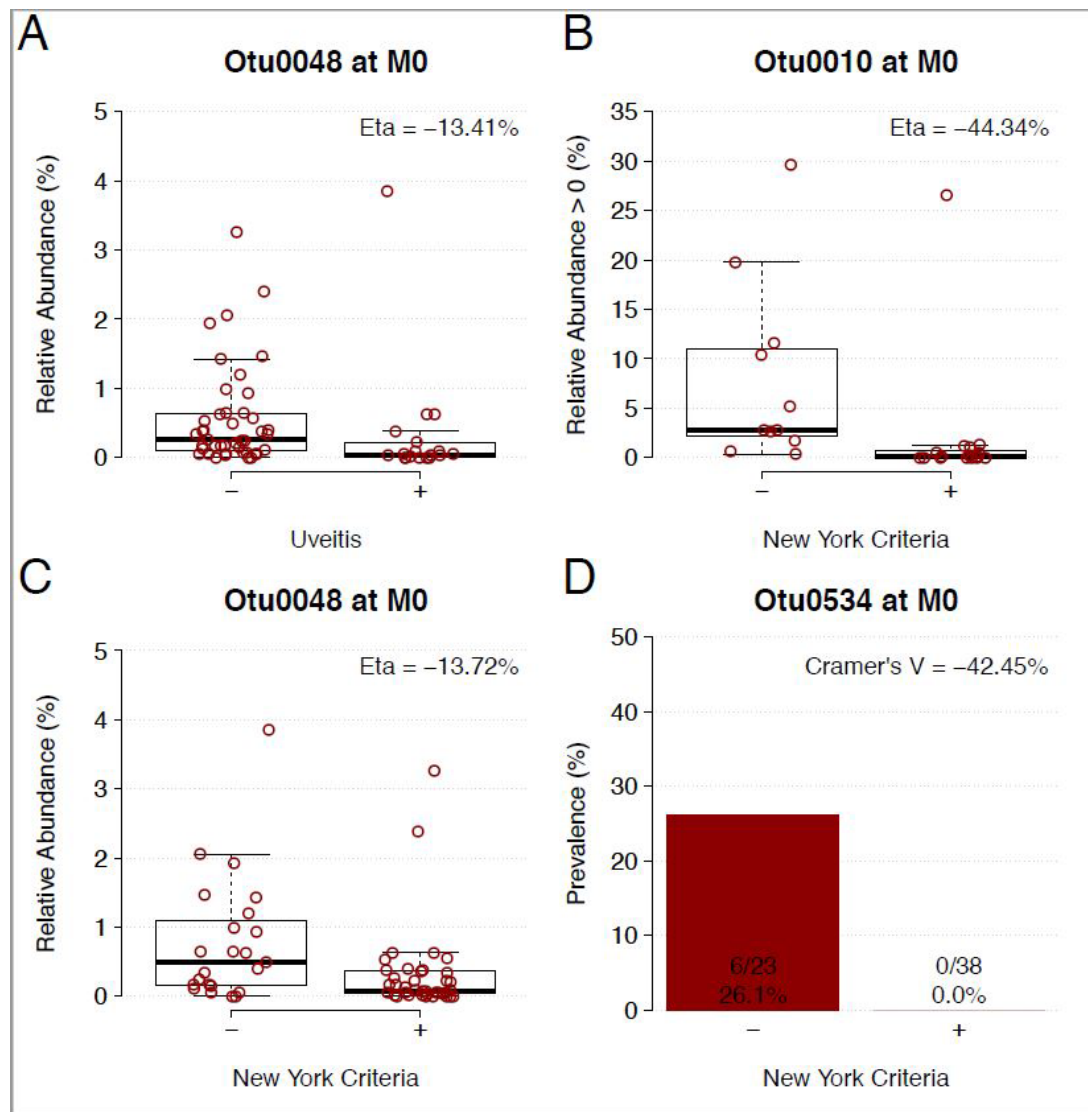 A
Otu0048 at M0
Eta = −13.41%
Relative Abundance (%)
5
4
3
2
1
0
−
+
Uveitis
B
Otu0010 at M0
Eta = −44.34%
Relative Abundance > 0 (%)
35
30
25
20
15
10
5
0
−
+
New York Criteria
C
Otu0048 at M0
Eta = −13.72%
Relative Abundance (%)
5
4
3
2
1
0
−
+
New York Criteria
D
Otu0534 at M0
Cramer's V = −42.45%
Prevalence (%)
50
40
30
20
10
0
6/23
26.1%
0/38
0.0%
−
+
New York Criteria